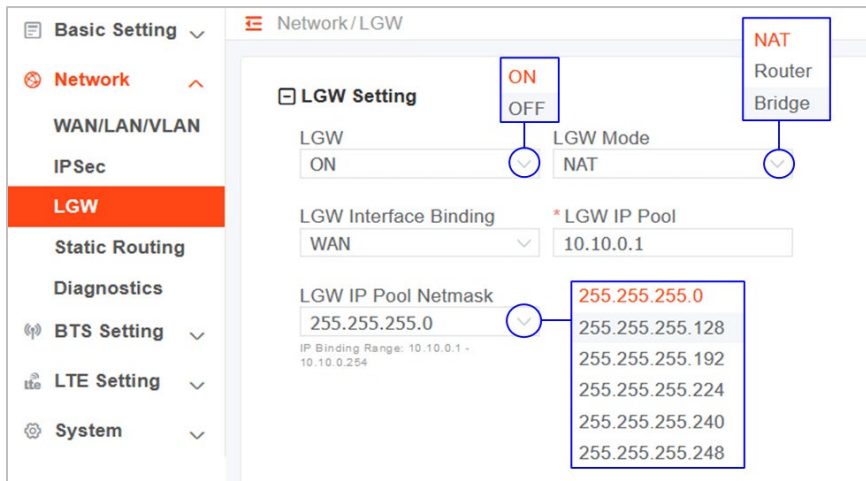 Basic Setting
Network
WAN/LAN/VLAN
IPSec
LGW
Static Routing
Diagnostics
BTS Setting
LTE Setting
System
Network/LGW
LGW Setting
LGW
ON
ON
OFF
LGW Mode
NAT
NAT
Router
Bridge
LGW Interface Binding
WAN
* LGW IP Pool
10.10.0.1
LGW IP Pool Netmask
255.255.255.0
IP Binding Range: 10.10.0.1 -
10.10.0.254
255.255.255.0
255.255.255.128
255.255.255.192
255.255.255.224
255.255.255.240
255.255.255.248